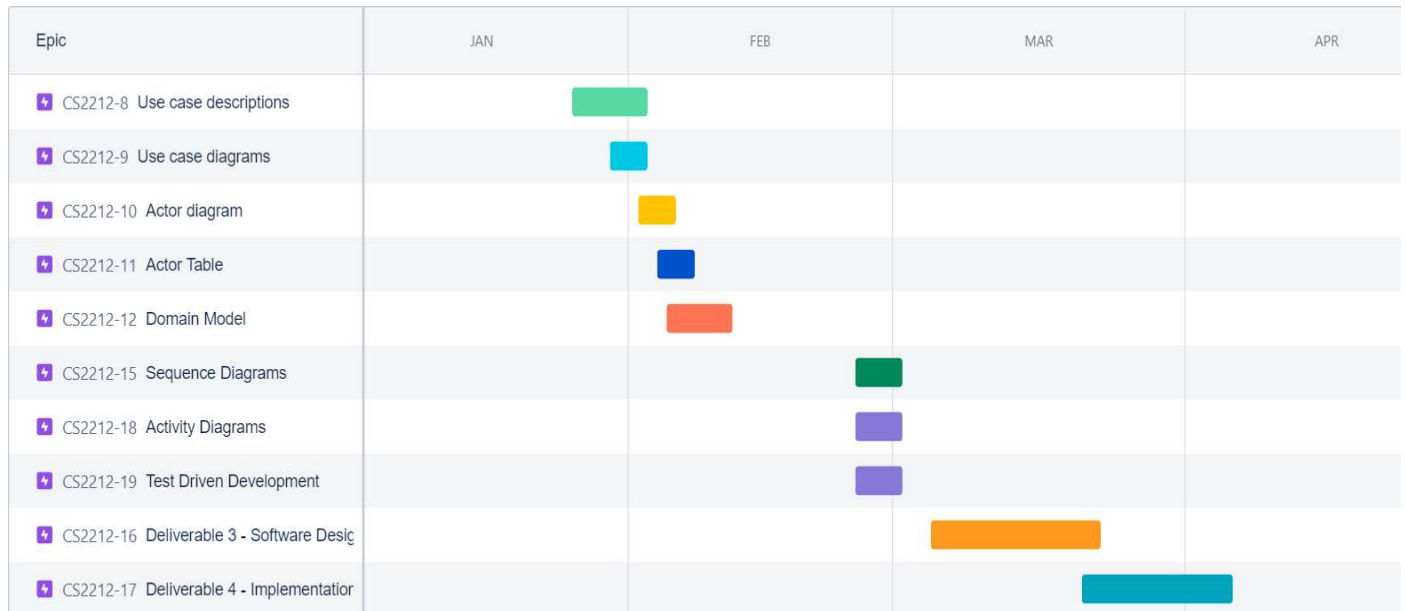 Epic JAN FEB MAR APR
CS2212-8 Use case descriptions
CS2212-9 Use case diagrams
CS2212-10 Actor diagram
CS2212-11 Actor Table
CS2212-12 Domain Model
CS2212-15 Sequence Diagrams
CS2212-18 Activity Diagrams
CS2212-19 Test Driven Development
CS2212-16 Deliverable 3 - Software Desig
CS2212-17 Deliverable 4 - Implementation